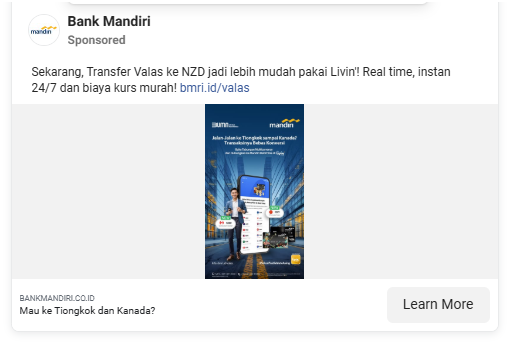 Bank Mandiri
Sponsored
mandiri
Sekarang, Transfer Valas ke NZD jadi lebih mudah pakai Livin'! Real time, instan
24/7 dan biaya kurs murah! bmri.id/valas
BUMN mandiri
Jalan-Jalan ke Tiongkok sampai Kanada?
Transaksinya Bebas Konversi
BANKMANDIRI.CO.ID
Mau ke Tiongkok dan Kanada?
Learn More